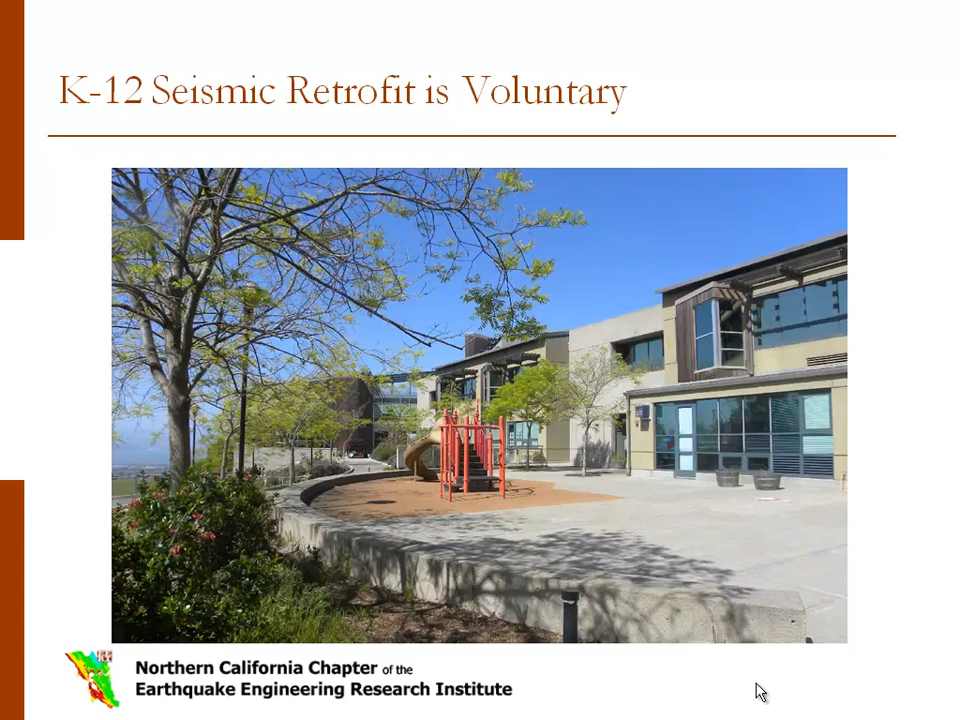 K-12 Seismic Retrofit is Voluntary
Northern California Chapter of the
Earthquake Engineering Research Institute